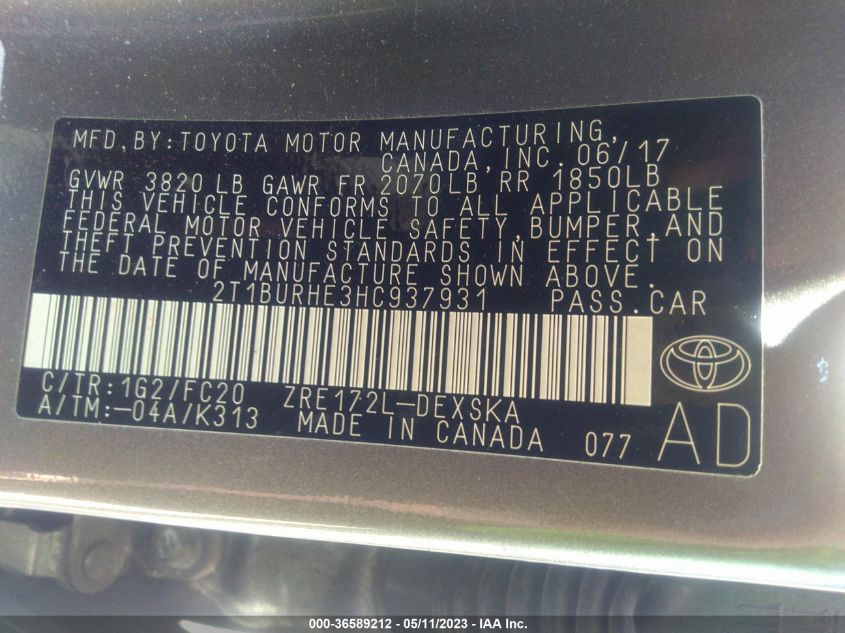 MFD. BY: TOYOTA MOTOR MANUFACTURING,
CANADA, INC. 06/17
GVWR 3820 LB GAWR FR 2070LB RR 1850LB
THIS VEHICLE CONFORMS TO ALL APPLICABLE
FEDERAL MOTOR VEHICLE SAFETY, BUMPER, AND
THEFT PREVENTION STANDARDS IN EFFECT ON
THE DATE OF MANUFACTURE SHOWN ABOVE.
2T1BURHE3HC937931 PASS. CAR
C/TR: 1G2/FC20 ZRE172L-DEXSKA
A/TM: -04A/K313 MADE IN CANADA 077 AD
000-36589212 - 05/11/2023 - IAA Inc.